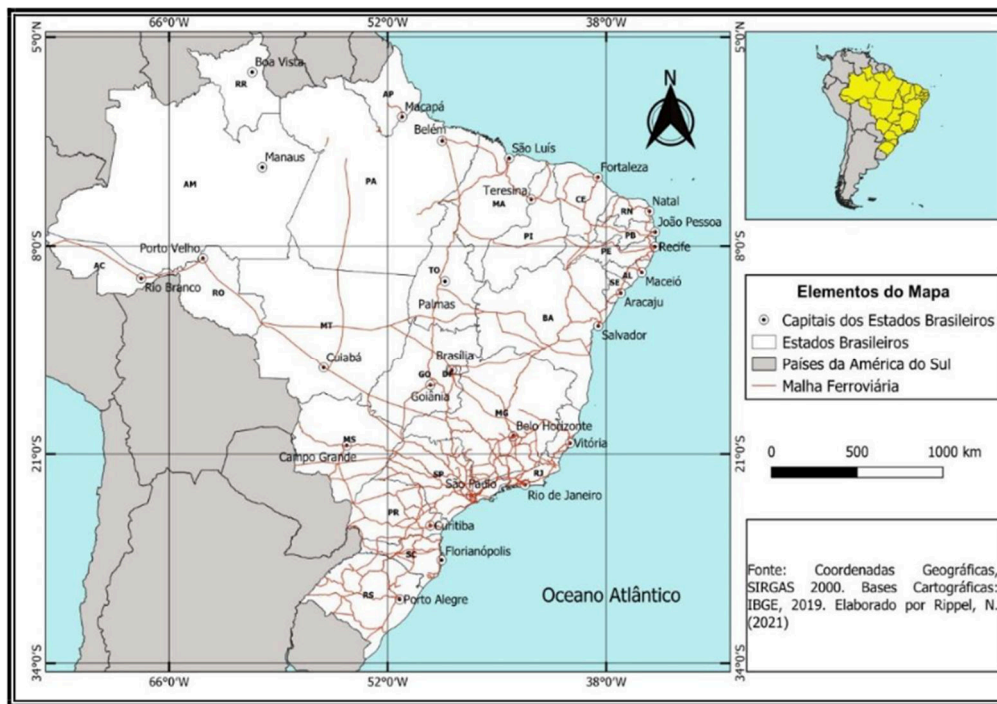 66°0'W 52°0'W 38°0'W
5°0'N 5°0'N
Boa Vista
RR
AP
Macapá
Belém
São Luís
Manaus
Fortaleza
AM
PA
Teresina
MA
CE
RN
Natal
João Pessoa
PI
PB
Porto Velho
8°0'S 8°0'S
PE
Recife
AC
TO
AL
Maceió
Rio Branco
RO
Palmas
SE
Aracaju
MT
BA
Salvador
Cuiabá
Brasília
GO
DF
Goiânia
MG
Belo Horizonte
MS
Vitória
Campo Grande
21°0'S 21°0'S
SP
São Paulo
RJ
Rio de Janeiro
PR
Curitiba
SC
Florianópolis
RS
Porto Alegre
Oceano Atlântico
34°0'S 34°0'S
66°0'W 52°0'W 38°0'W
N
Elementos do Mapa
Capitais dos Estados Brasileiros
Estados Brasileiros
Países da América do Sul
Malha Ferroviária
0 500 1000 km
Fonte: Coordenadas Geográficas,
SIRGAS 2000. Bases Cartográficas:
IBGE, 2019. Elaborado por Rippel, N.
(2021)